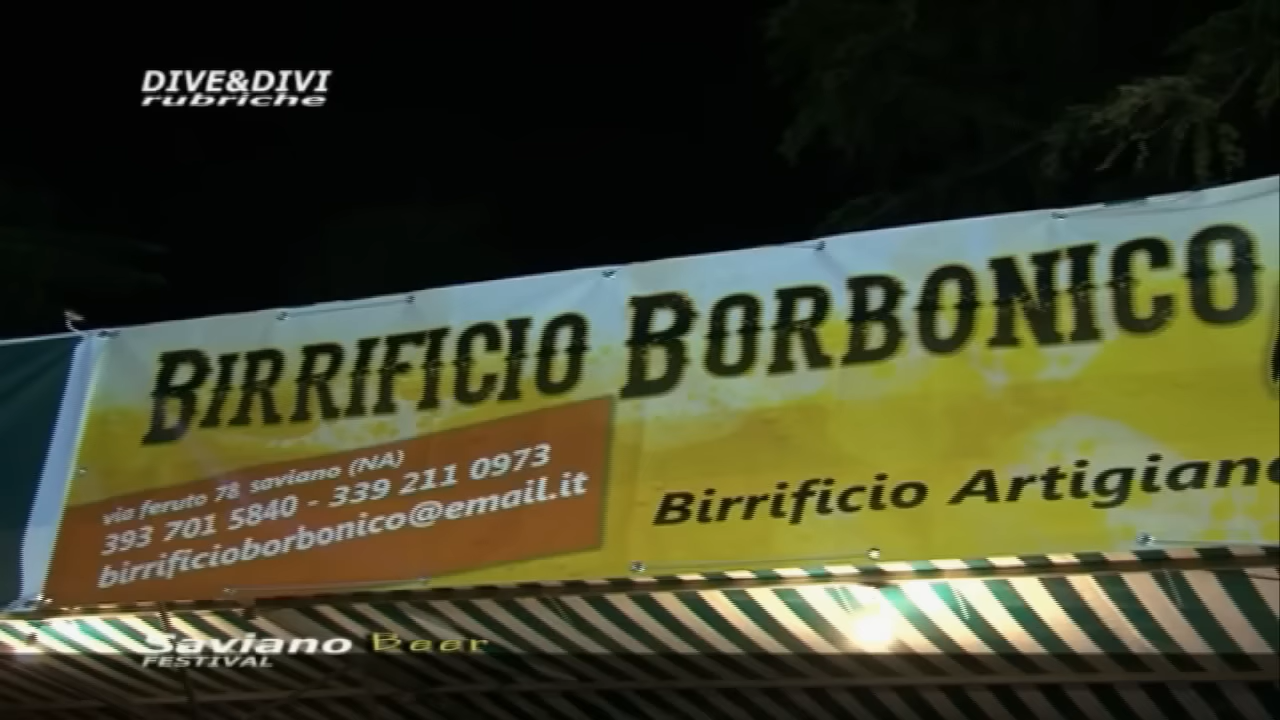 DIVE&DIVI
rubriche
BIRRIFICIO BORBONICO
via feruto 78 saviano (NA)
393 701 5840 - 339 211 0973
birrificioborbonico@email.it
Birrificio Artigian
Saviano Beer
FESTIVAL